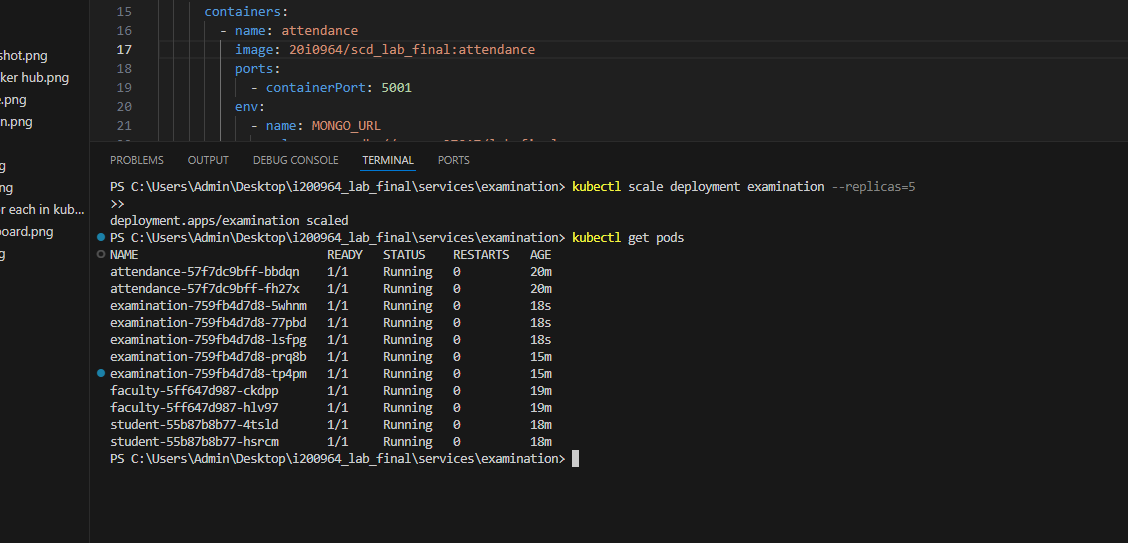 15 containers:
16 - name: attendance
shot.png
17 image: 20i0964/scd_lab_final:attendance
ker hub.png
18 ports:
.png
19 - containerPort: 5001
n.png
20 env:
21 - name: MONGO_URL
g
ng
r each in kub...
oard.png
g
PROBLEMS OUTPUT DEBUG CONSOLE TERMINAL PORTS
PS C:\Users\Admin\Desktop\i200964_lab_final\services\examination> kubectl scale deployment examination --replicas=5
>>
deployment.apps/examination scaled
PS C:\Users\Admin\Desktop\i200964_lab_final\services\examination> kubectl get pods
NAME READY STATUS RESTARTS AGE
attendance-57f7dc9bff-bbdqn 1/1 Running 0 20m
attendance-57f7dc9bff-fh27x 1/1 Running 0 20m
examination-759fb4d7d8-5whnm 1/1 Running 0 18s
examination-759fb4d7d8-77pbd 1/1 Running 0 18s
examination-759fb4d7d8-lsfpg 1/1 Running 0 18s
examination-759fb4d7d8-prq8b 1/1 Running 0 15m
examination-759fb4d7d8-tp4pm 1/1 Running 0 15m
faculty-5ff647d987-ckdpp 1/1 Running 0 19m
faculty-5ff647d987-hlv97 1/1 Running 0 19m
student-55b87b8b77-4tsld 1/1 Running 0 18m
student-55b87b8b77-hsrcm 1/1 Running 0 18m
PS C:\Users\Admin\Desktop\i200964_lab_final\services\examination>